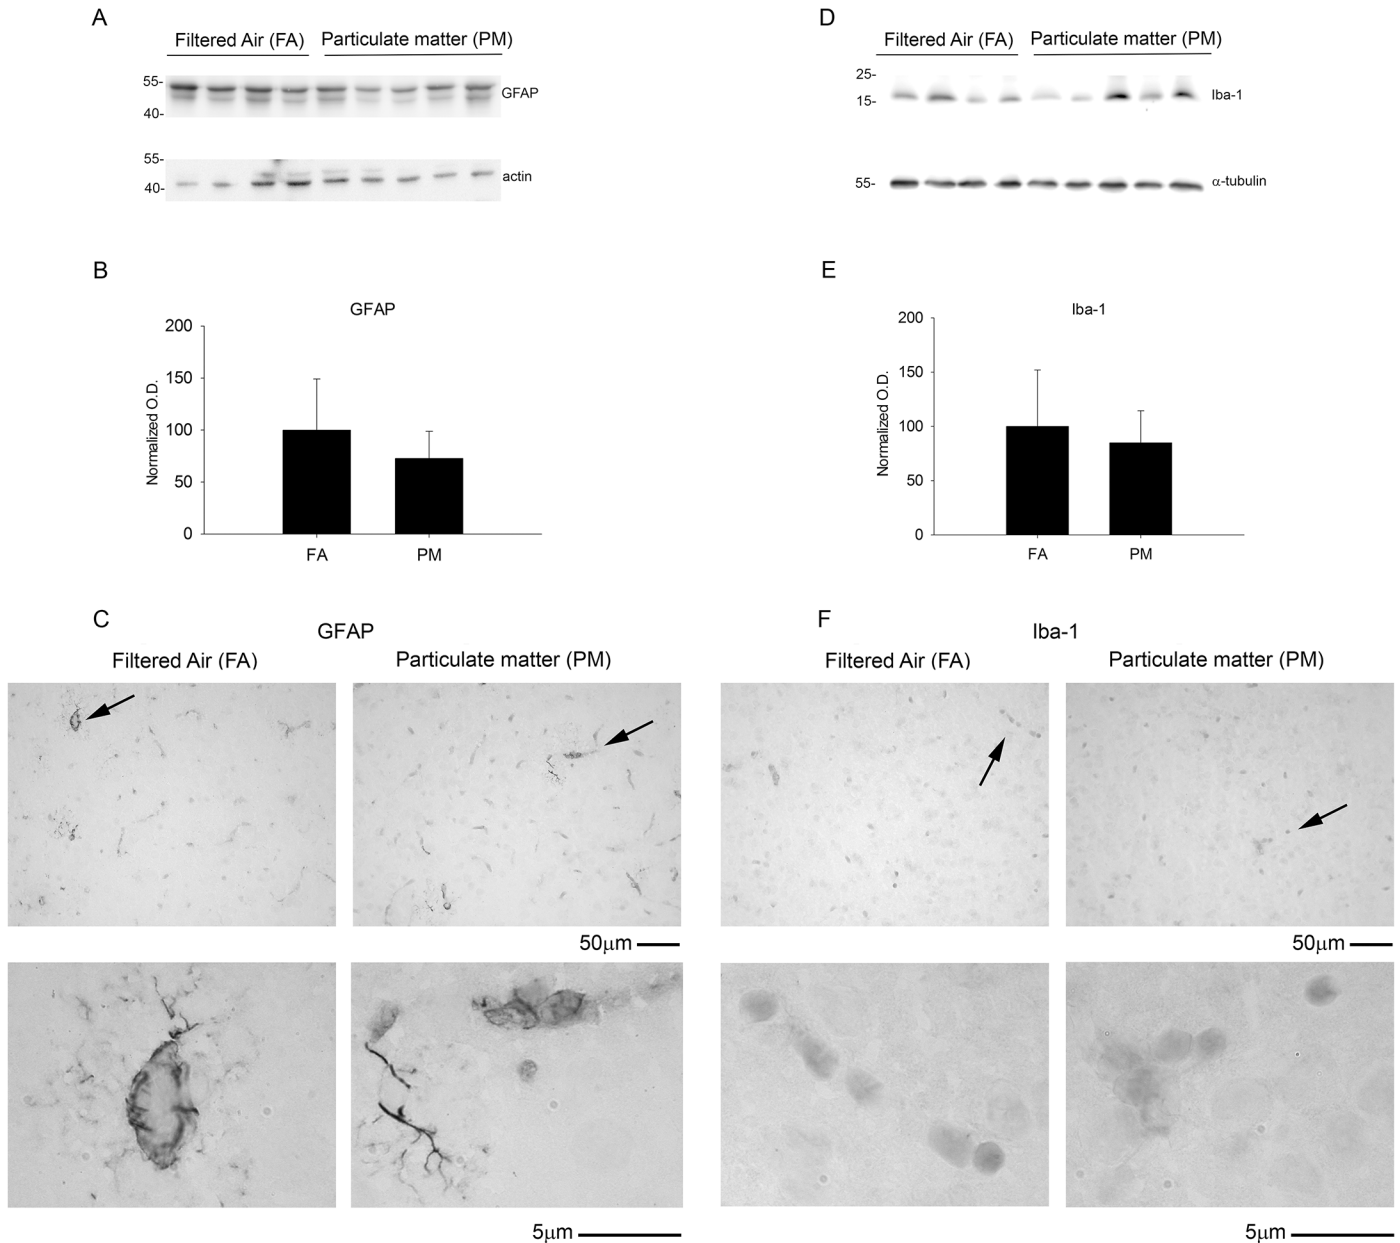 A
Filtered Air (FA) Particulate matter (PM)
55-
GFAP
40-
55-
actin
40-
B
GFAP
200
150
100
50
0
Normalized O.D.
FA PM
C
GFAP
Filtered Air (FA) Particulate matter (PM)
50μm
5μm
D
Filtered Air (FA) Particulate matter (PM)
25-
15-
Iba-1
55-
α-tubulin
E
Iba-1
200
150
100
50
0
Normalized O.D.
FA PM
F
Iba-1
Filtered Air (FA) Particulate matter (PM)
50μm
5μm